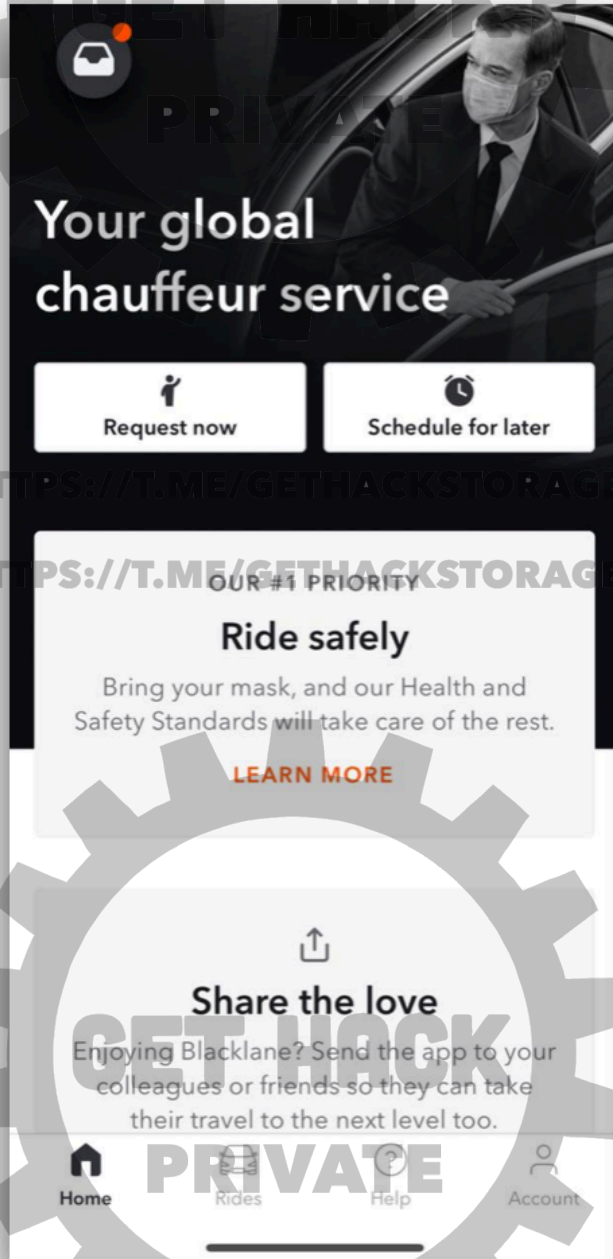 GET HACK
PRIVATE
Your global
chauffeur service
Request now
Schedule for later
TTPS://T.ME/GETHACKSTORAGE
TTPS://T.ME/GETHACKSTORAGE
OUR #1 PRIORITY
Ride safely
Bring your mask, and our Health and
Safety Standards will take care of the rest.
LEARN MORE
Share the love
GET HACK
Enjoying Blacklane? Send the app to your
colleagues or friends so they can take
their travel to the next level too.
PRIVATE
Home
Rides
Help
Account